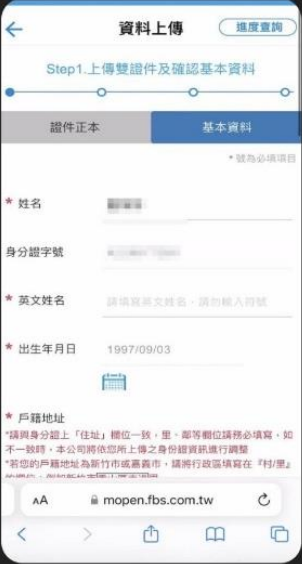 資料上傳
進度查詢
Step1.上傳雙證件及確認基本資料
證件正本
基本資料
* 號為必填項目
* 姓名
身分證字號
* 英文姓名
請填寫英文姓名，請勿輸入符號
* 出生年月日
1997/09/03
* 戶籍地址
*請與身分證上「住址」欄位一致，里、鄰等欄位請務必填寫，如
不一致時，本公司將依您所上傳之身份證資訊進行調整
*若您的戶籍地址為新竹市或嘉義市，請將行政區填寫在『村/里』
AA
mopen.fbs.com.tw